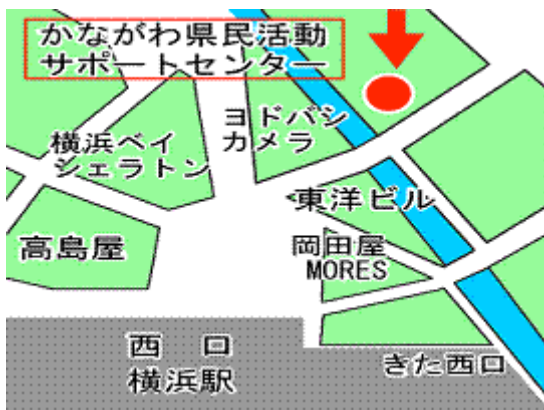 かながわ県民活動
サポートセンター
ヨドバシ
カメラ
横浜ベイ
シェラトン
東洋ビル
高島屋
岡田屋
MORES
西 口
横浜駅
きた西口